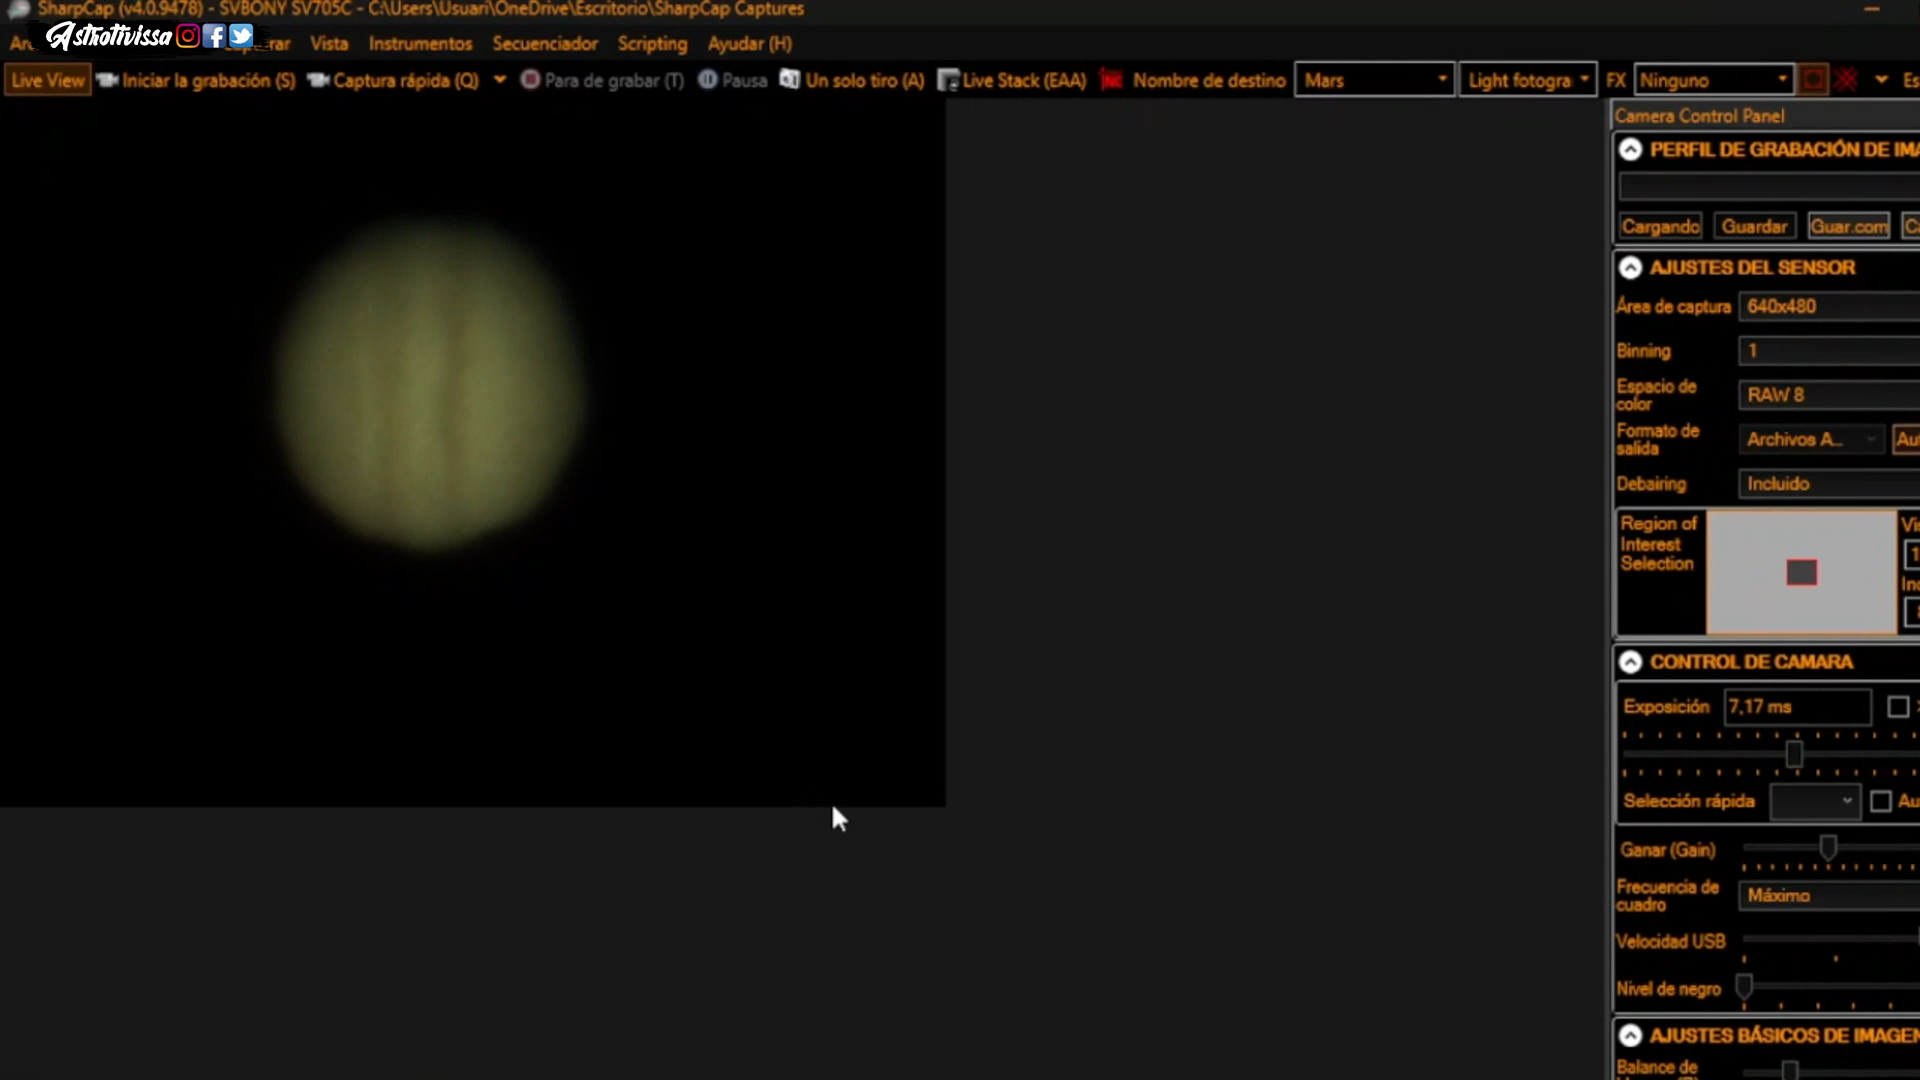 SharpCap (v4.0.9478) - SVBONY SV705C - C:\Users\Usuari\OneDrive\Escritorio\SharpCap Captures
Astrotivissa
Vista Instrumentos Secuenciador Scripting Ayudar (H)
Live View Iniciar la grabación (S) Captura rápida (Q) Para de grabar (T) Pausa Un solo tiro (A) Live Stack (EAA) Nombre de destino Mars Light fotogra FX Ninguno Es
Camera Control Panel
PERFIL DE GRABACIÓN DE IMA
Cargando Guardar Guar.com Ca
AJUSTES DEL SENSOR
Área de captura 640x480
Binning 1
Espacio de color RAW 8
Formato de salida Archivos A... Aut
Debairing Incluido
Region of Interest Selection
CONTROL DE CAMARA
Exposición 7,17 ms
Selección rápida Au
Ganar (Gain)
Frecuencia de cuadro Máximo
Velocidad USB
Nivel de negro
AJUSTES BÁSICOS DE IMAGEN
Balance de